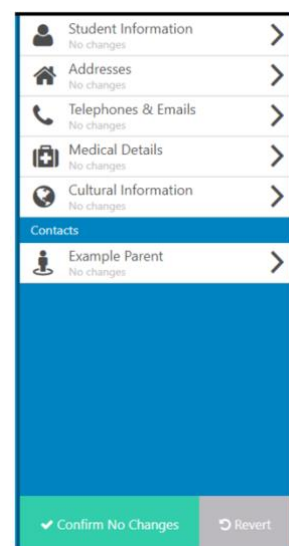 Student Information
No changes
Addresses
No changes
Telephones & Emails
No changes
Medical Details
No changes
Cultural Information
No changes
Contacts
Example Parent
No changes
Confirm No Changes
Revert